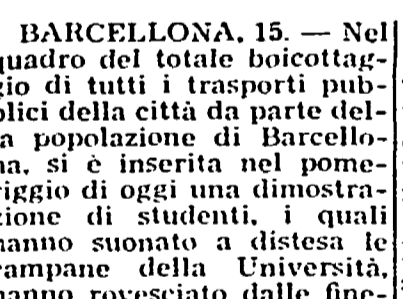 BARCELLONA, 15. — Nel
quadro del totale boicottag-
gio di tutti i trasporti pub-
blici della città da parte del-
la popolazione di Barcello-
na, si è inserita nel pome-
riggio di oggi una dimostra-
zione di studenti, i quali
hanno suonato a distesa le
campane della Università,
hanno rovesciato dalle fine-